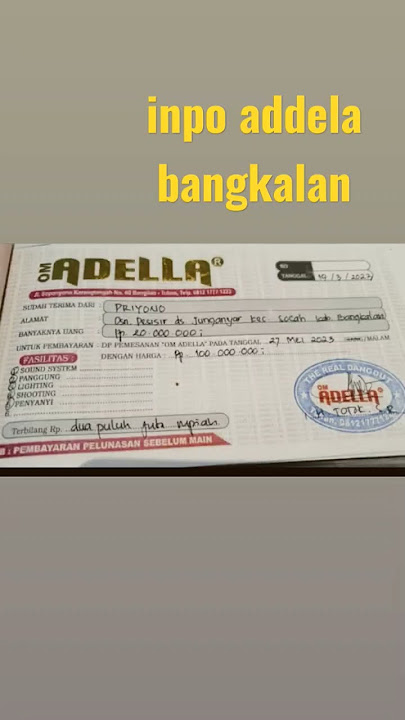 inpo addela
bangkalan
OM ADELLA ®
NO
TANGGAL 19/3/2023
SUDAH TERIMA DARI : PRIYONO
ALAMAT : Dsn. Pesisir ds Junganyar kec Socah kab. Bangkalan
BANYAKNYA UANG : Rp 20.000.000;
UNTUK PEMBAYARAN : DP PEMESANAN "OM ADELLA" PADA TANGGAL : 27 Mei 2023 /MALAM
FASILITAS : DENGAN HARGA : Rp 100.000.000;
SOUND SYSTEM
PANGGUNG
LIGHTING
SHOOTING
PENYANYI
THE REAL DANGDUT
OM
ADELLA
Terbilang Rp. dua puluh juta rupiah.
B : PEMBAYARAN PELUNASAN SEBELUM MAIN